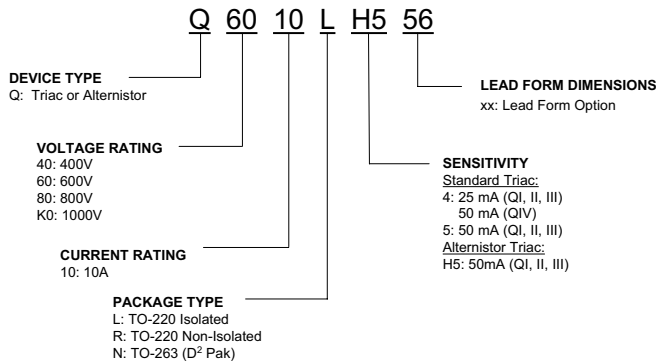 Q 60 10 L H5 56
DEVICE TYPE
Q: Triac or Alternistor
LEAD FORM DIMENSIONS
xx: Lead Form Option
VOLTAGE RATING
40: 400V
60: 600V
80: 800V
K0: 1000V
SENSITIVITY
Standard Triac:
4: 25 mA (QI, II, III)
50 mA (QIV)
5: 50 mA (QI, II, III)
Alternistor Triac:
H5: 50mA (QI, II, III)
CURRENT RATING
10: 10A
PACKAGE TYPE
L: TO-220 Isolated
R: TO-220 Non-Isolated
N: TO-263 (D² Pak)